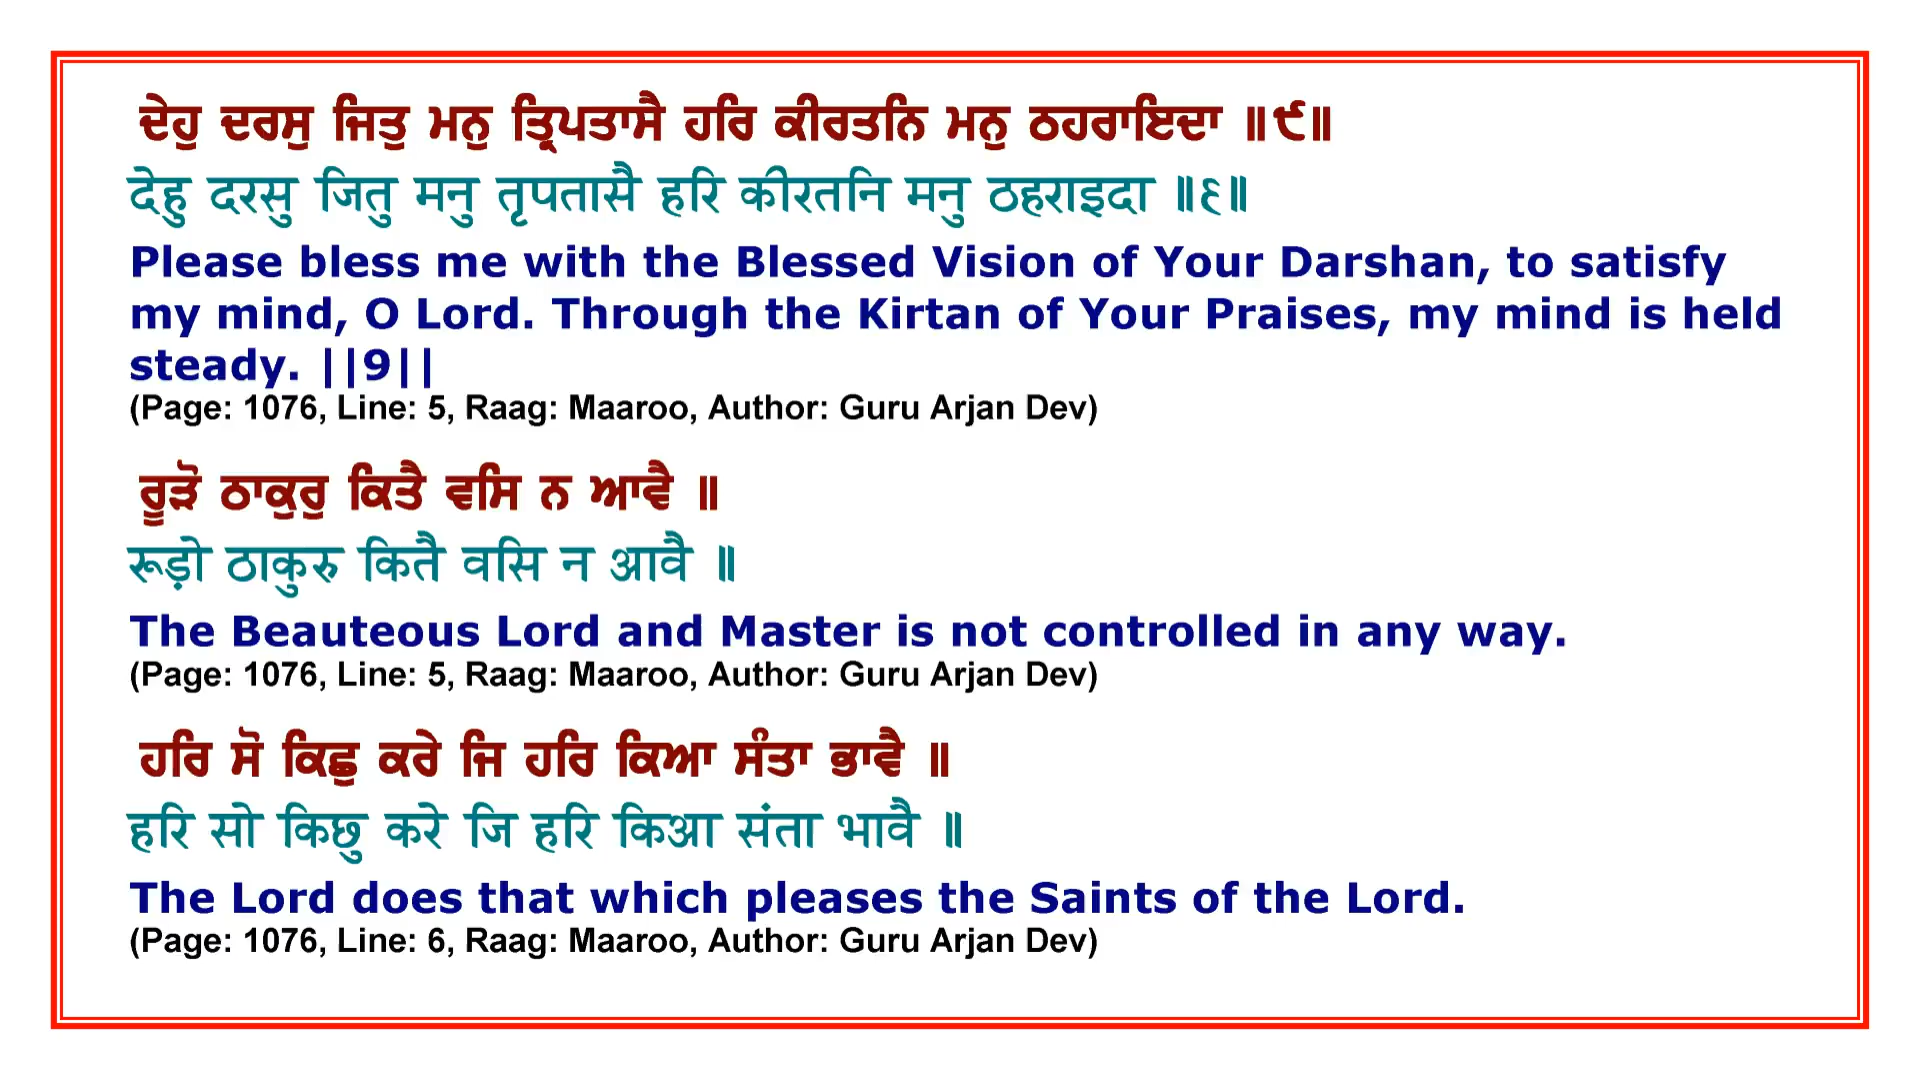 ਦੇਹੁ ਦਰਸੁ ਜਿਤੁ ਮਨੁ ਤ੍ਰਿਪਤਾਸੈ ਹਰਿ ਕੀਰਤਨਿ ਮਨੁ ਠਹਰਾਇਦਾ ॥੯॥
देहु दरसु जितु मनु तृपतासै हरि कीरतनि मनु ठहराइदा ॥९॥
Please bless me with the Blessed Vision of Your Darshan, to satisfy
my mind, O Lord. Through the Kirtan of Your Praises, my mind is held
steady. ||9||
(Page: 1076, Line: 5, Raag: Maaroo, Author: Guru Arjan Dev)
ਰੂੜੋ ਠਾਕੁਰੁ ਕਿਤੈ ਵਸਿ ਨ ਆਵੈ ॥
रूड़ो ठाकुरु कितै वसि न आवै ॥
The Beauteous Lord and Master is not controlled in any way.
(Page: 1076, Line: 5, Raag: Maaroo, Author: Guru Arjan Dev)
ਹਰਿ ਸੋ ਕਿਛੁ ਕਰੇ ਜਿ ਹਰਿ ਕਿਆ ਸੰਤਾ ਭਾਵੈ ॥
हरि सो किछु करे जि हरि किआ संता भावै ॥
The Lord does that which pleases the Saints of the Lord.
(Page: 1076, Line: 6, Raag: Maaroo, Author: Guru Arjan Dev)